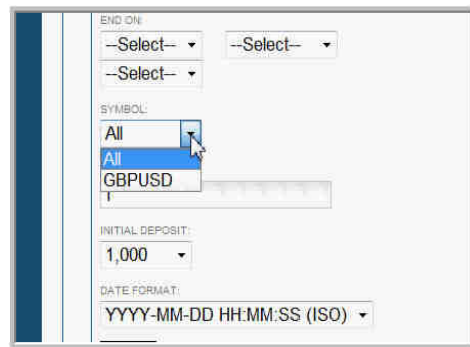 END ON:
--Select-- --Select--
--Select--
SYMBOL:
All
All
GBPUSD
INITIAL DEPOSIT:
1,000
DATE FORMAT:
YYYY-MM-DD HH:MM:SS (ISO)